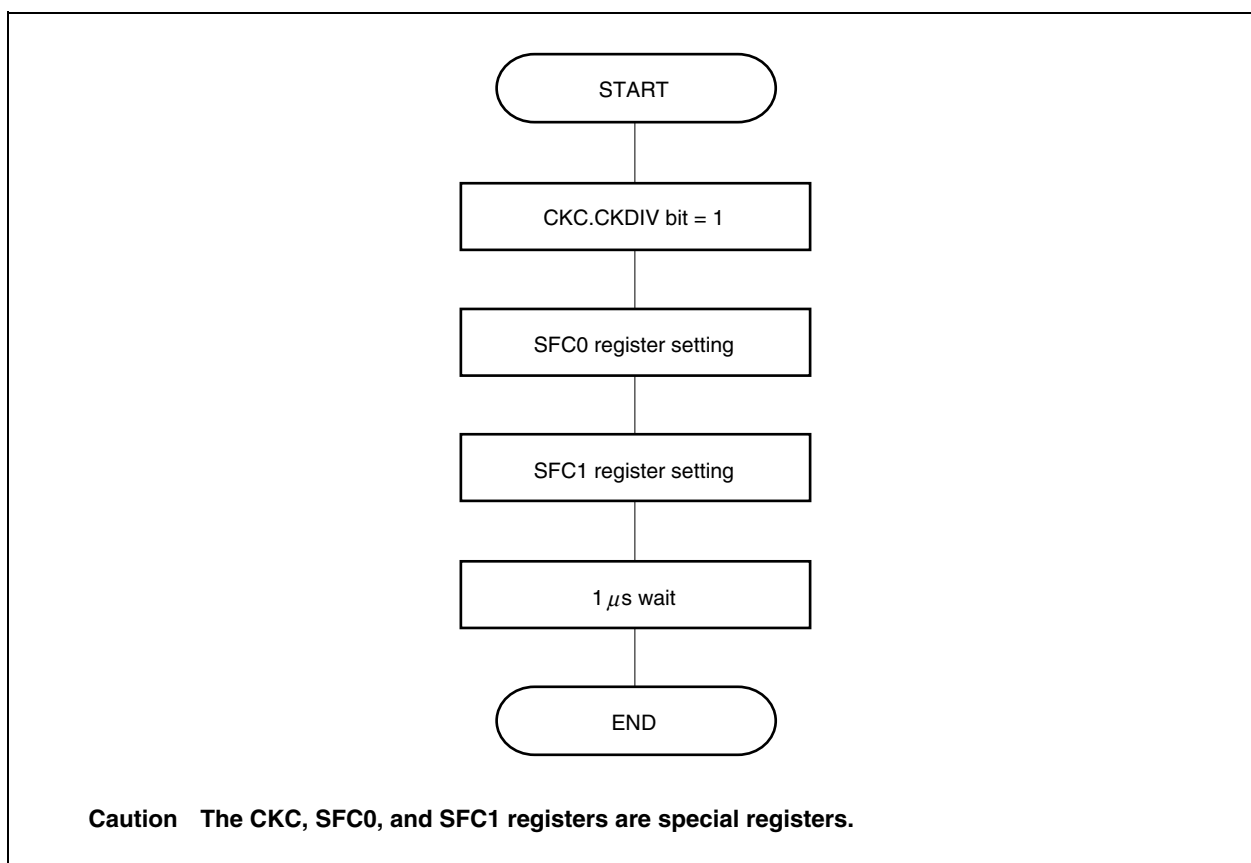 START
CKC.CKDIV bit = 1
SFC0 register setting
SFC1 register setting
1 μs wait
END
Caution The CKC, SFC0, and SFC1 registers are special registers.